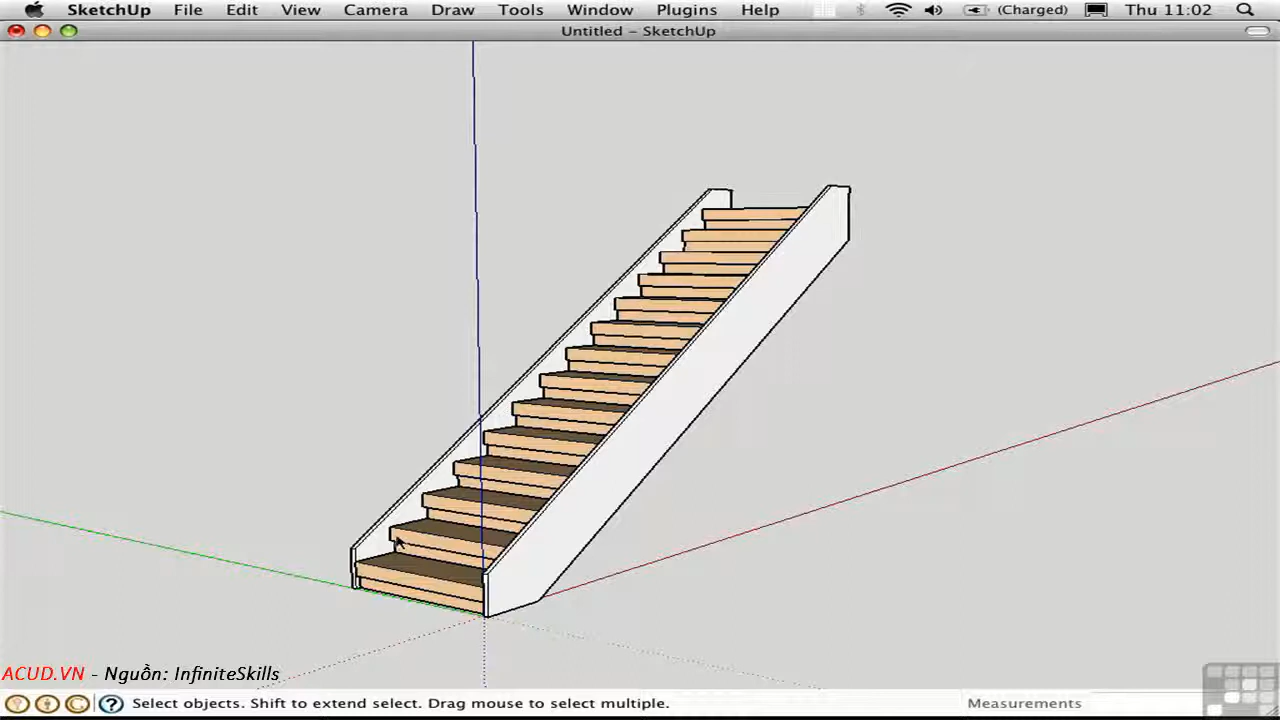 SketchUp File Edit View Camera Draw Tools Window Plugins Help (Charged) Thu 11:02
Untitled – SketchUp
ACUD.VN - Nguồn: InfiniteSkills
Select objects. Shift to extend select. Drag mouse to select multiple. Measurements